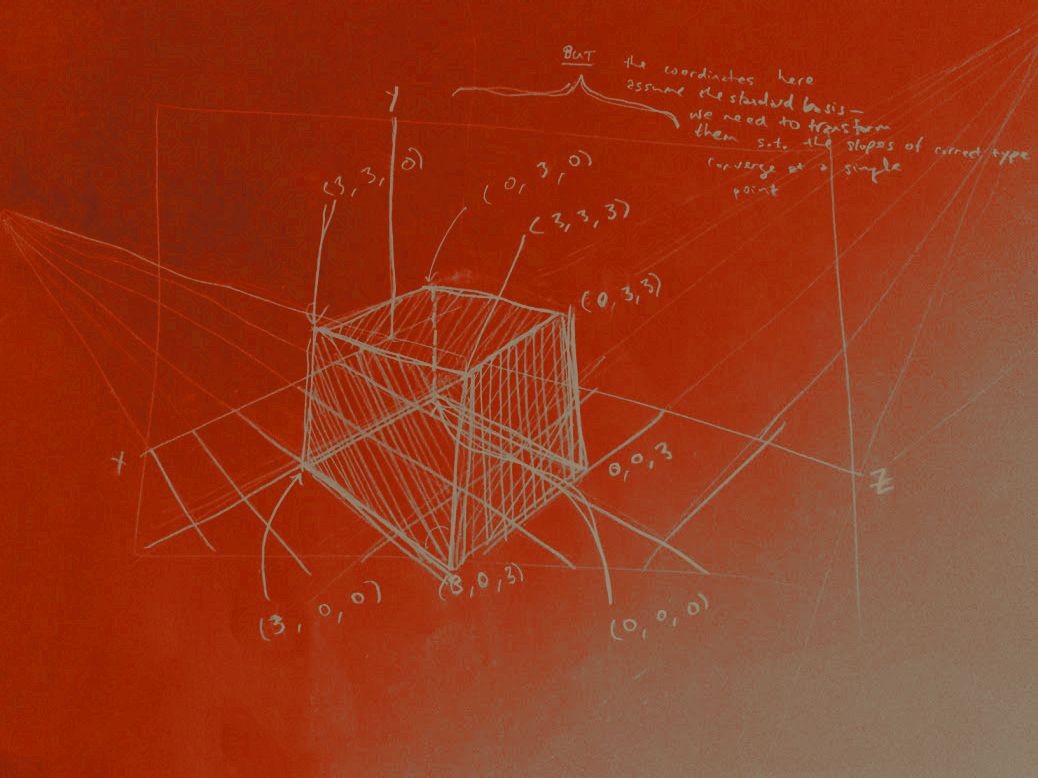 BUT the coordinates here
assume the standard basis —
we need to transform
them s.t. the slopes of correct type
converge at a single
point
Y
(3, 3, 0)
(0, 3, 0)
(3, 3, 3)
(0, 3, 3)
X
0, 0, 3
Z
(3, 0, 3)
(3, 0, 0)
(0, 0, 0)